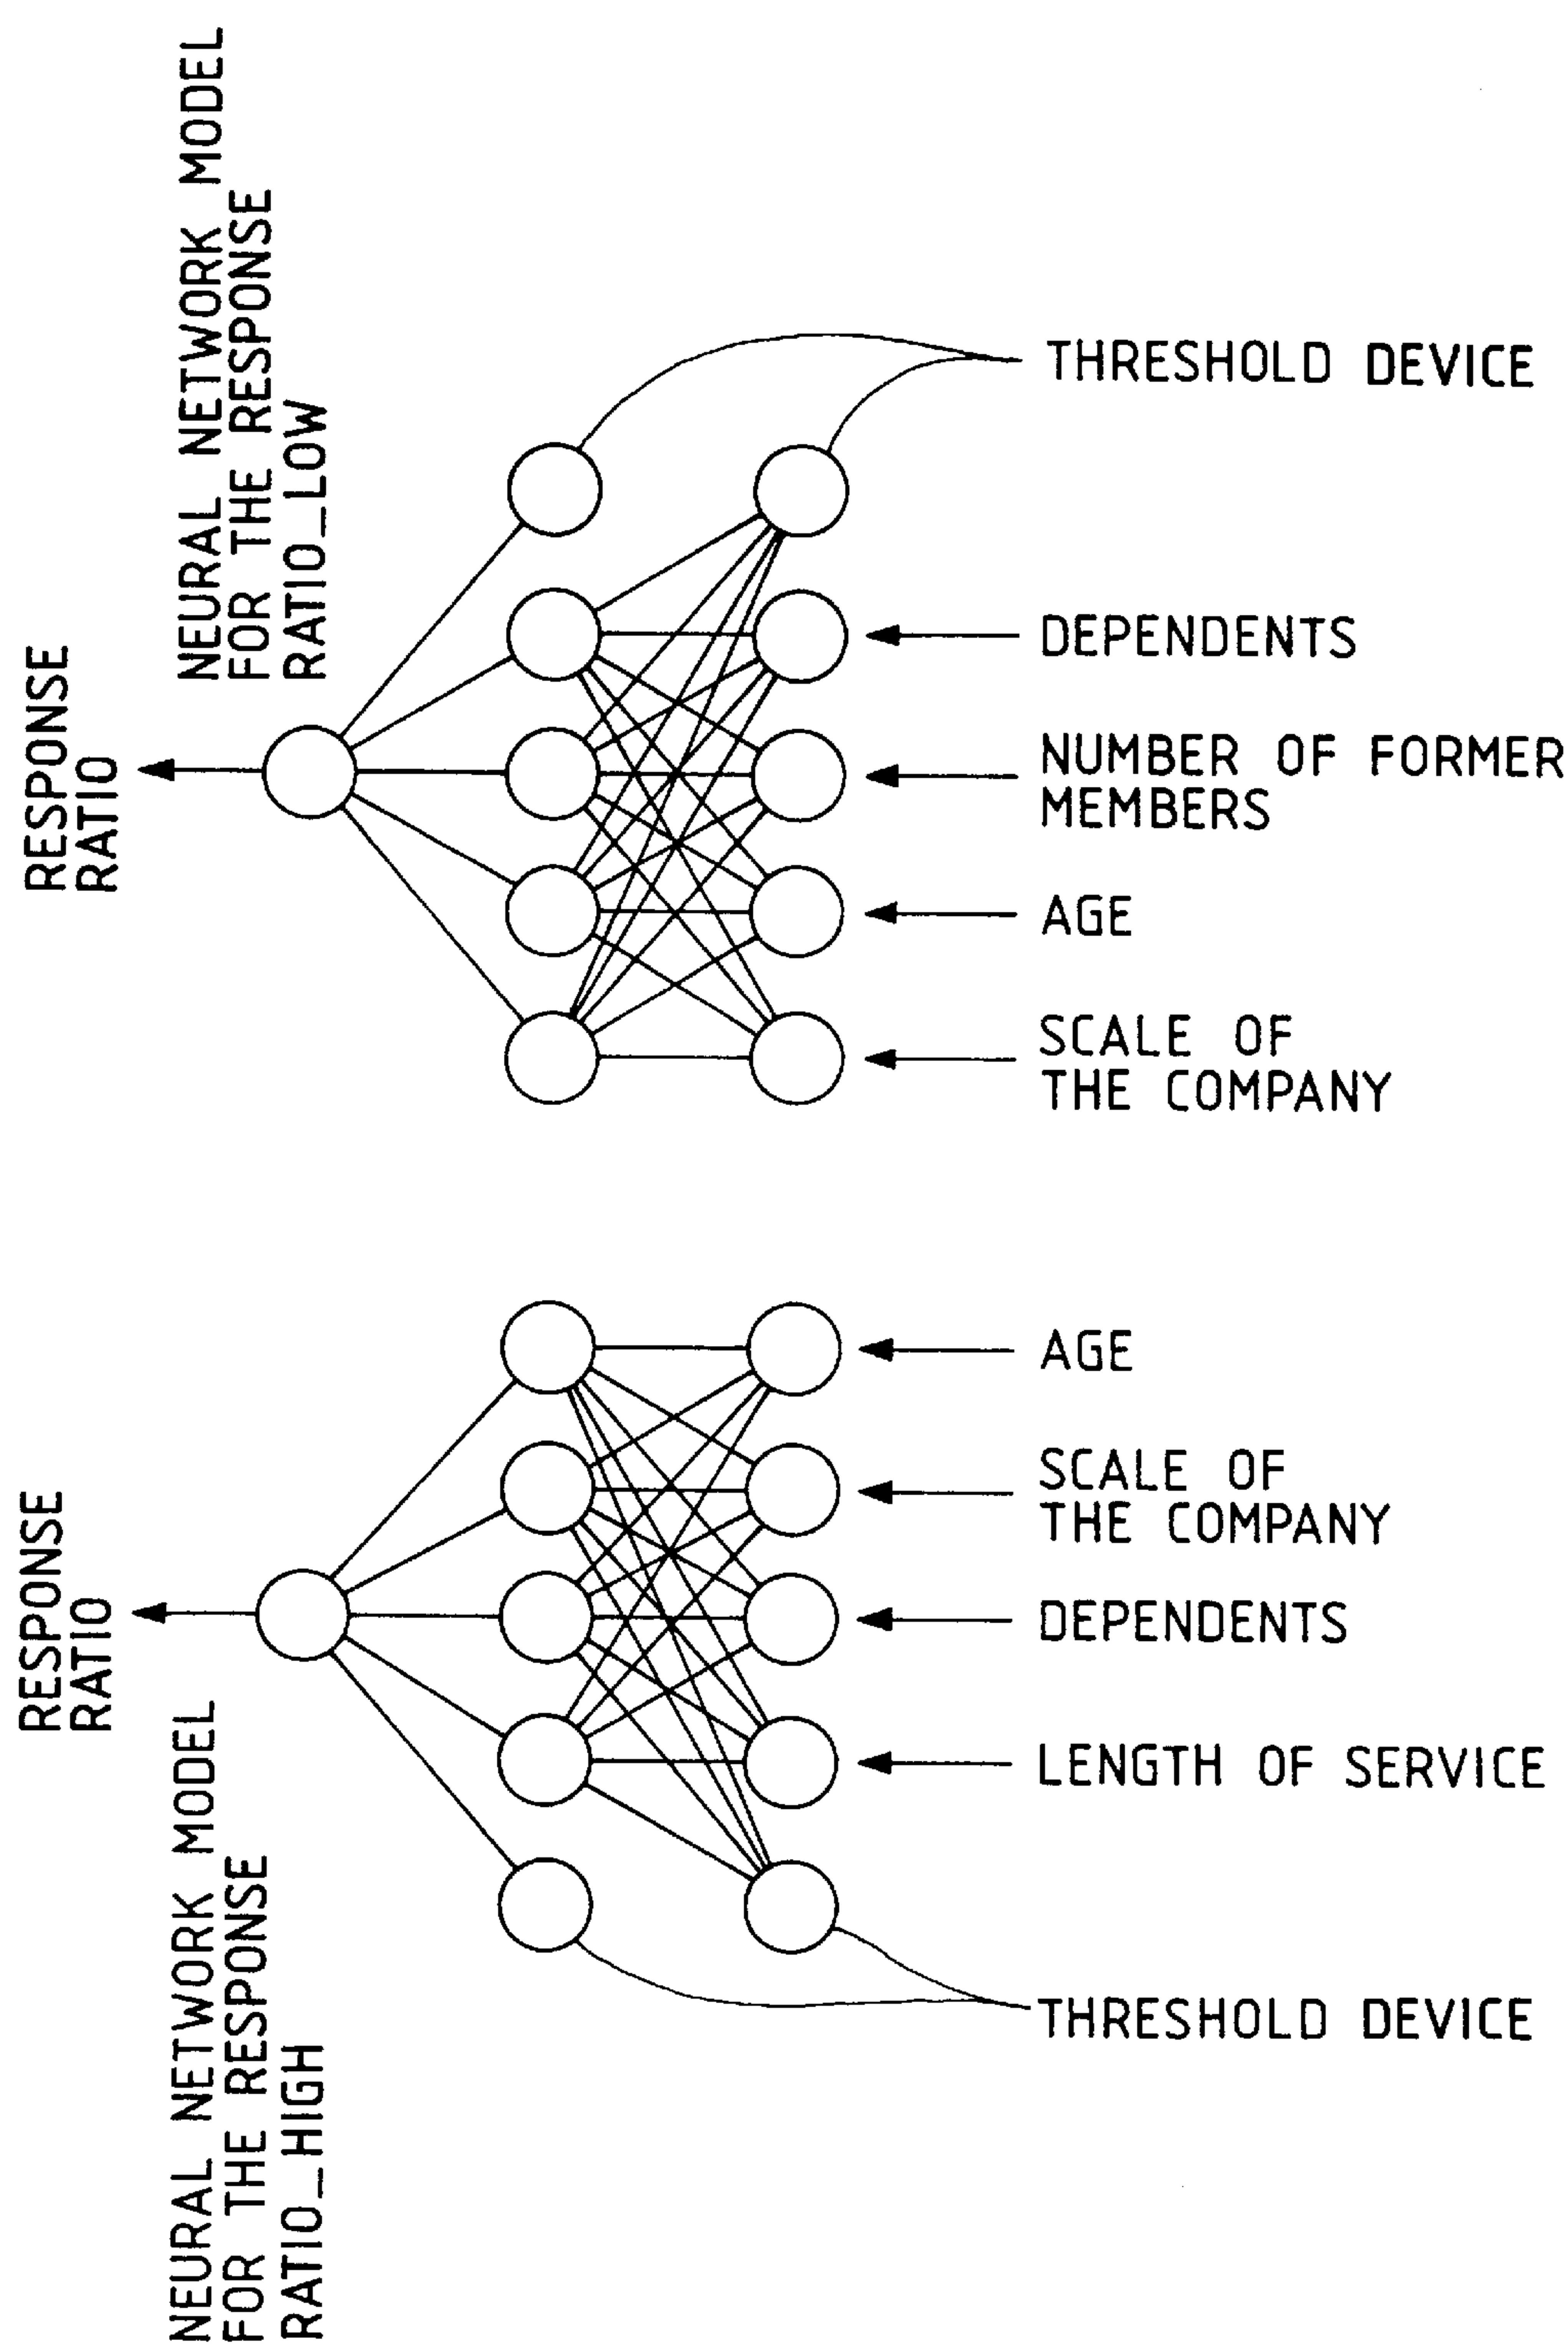 RESPONSE
RATIO
NEURAL NETWORK MODEL
FOR THE RESPONSE
RATIO_LOW
THRESHOLD DEVICE
DEPENDENTS
NUMBER OF FORMER
MEMBERS
AGE
SCALE OF
THE COMPANY
RESPONSE
RATIO
NEURAL NETWORK MODEL
FOR THE RESPONSE
RATIO_HIGH
AGE
SCALE OF
THE COMPANY
DEPENDENTS
LENGTH OF SERVICE
THRESHOLD DEVICE